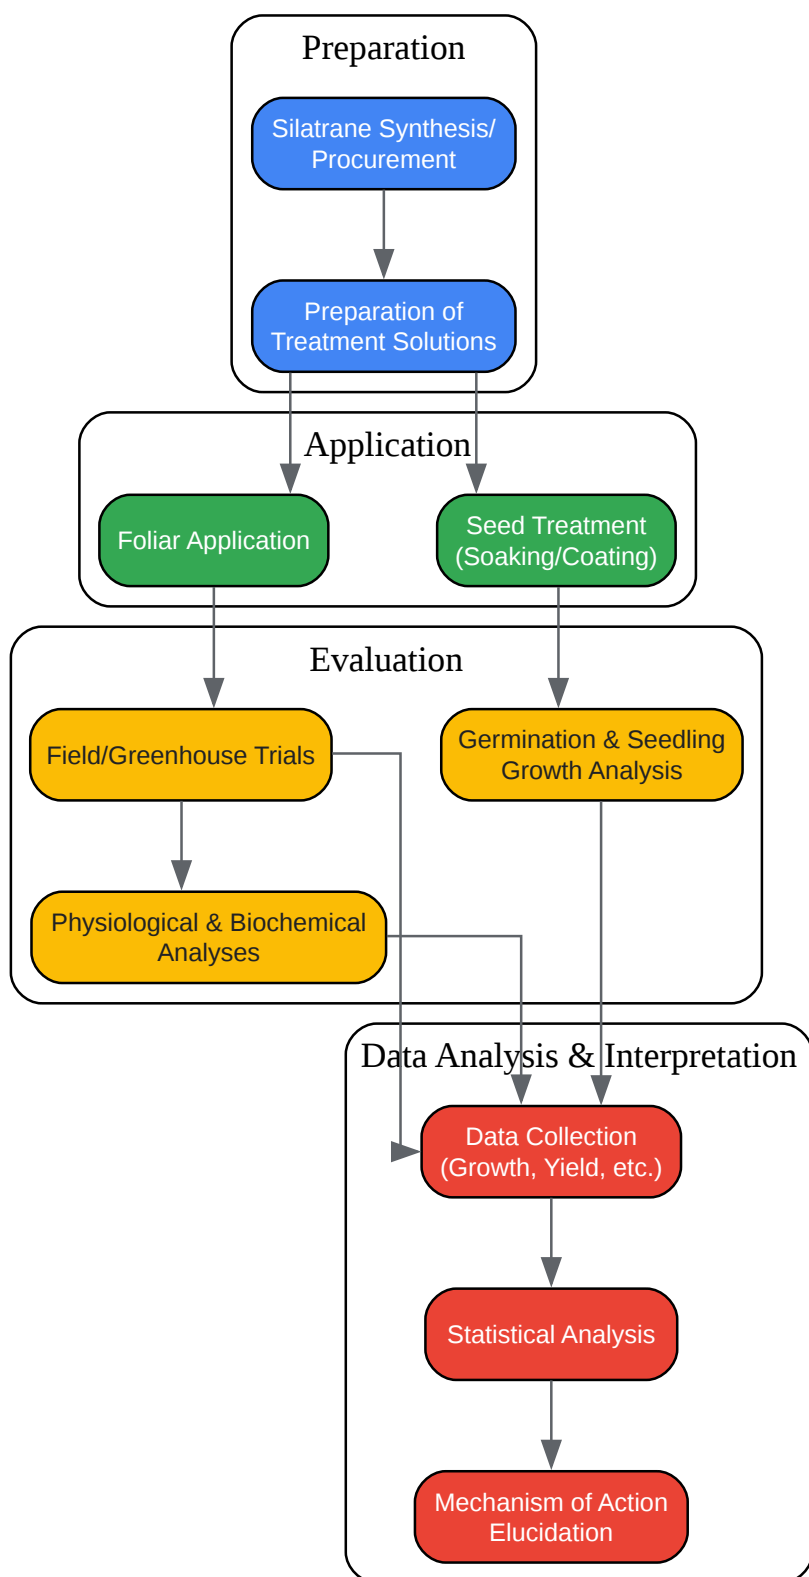 Preparation
Silatrane Synthesis/
Procurement
Preparation of
Treatment Solutions
Application
Foliar Application
Seed Treatment
(Soaking/Coating)
Evaluation
Field/Greenhouse Trials
Germination & Seedling
Growth Analysis
Physiological & Biochemical
Analyses
Data Analysis & Interpretation
Data Collection
(Growth, Yield, etc.)
Statistical Analysis
Mechanism of Action
Elucidation